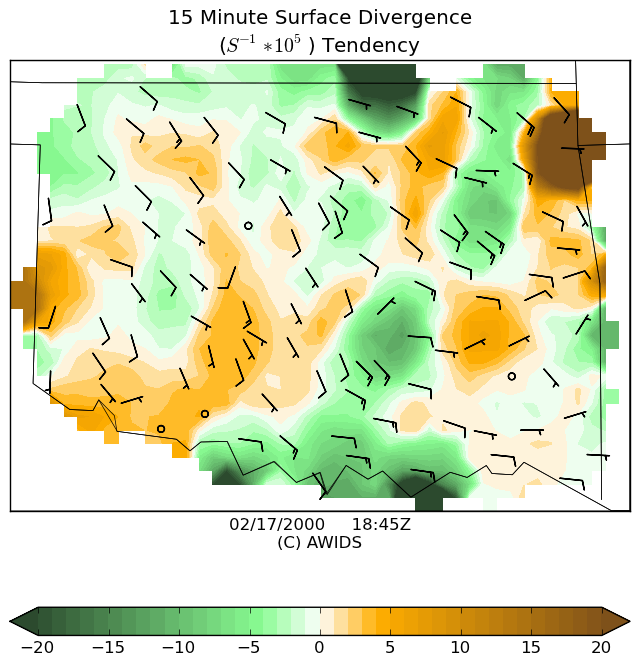 15 Minute Surface Divergence
(S⁻¹ *10⁵ ) Tendency
02/17/2000 18:45Z
(C) AWIDS
−20 −15 −10 −5 0 5 10 15 20